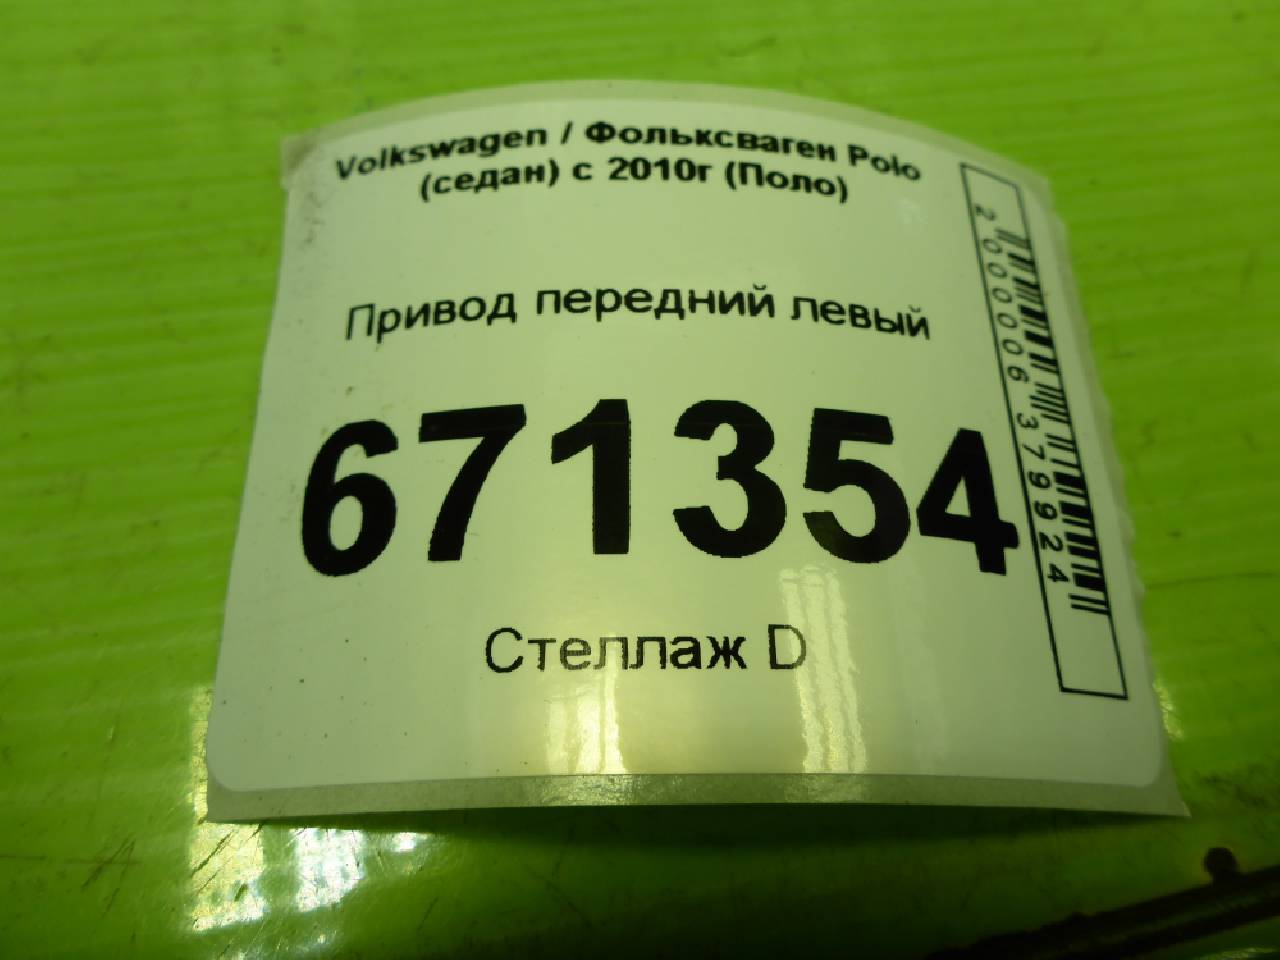 Volkswagen / Фольксваген Polo
(седан) с 2010г (Поло)
Привод передний левый
671354
Стеллаж D
2000006379924